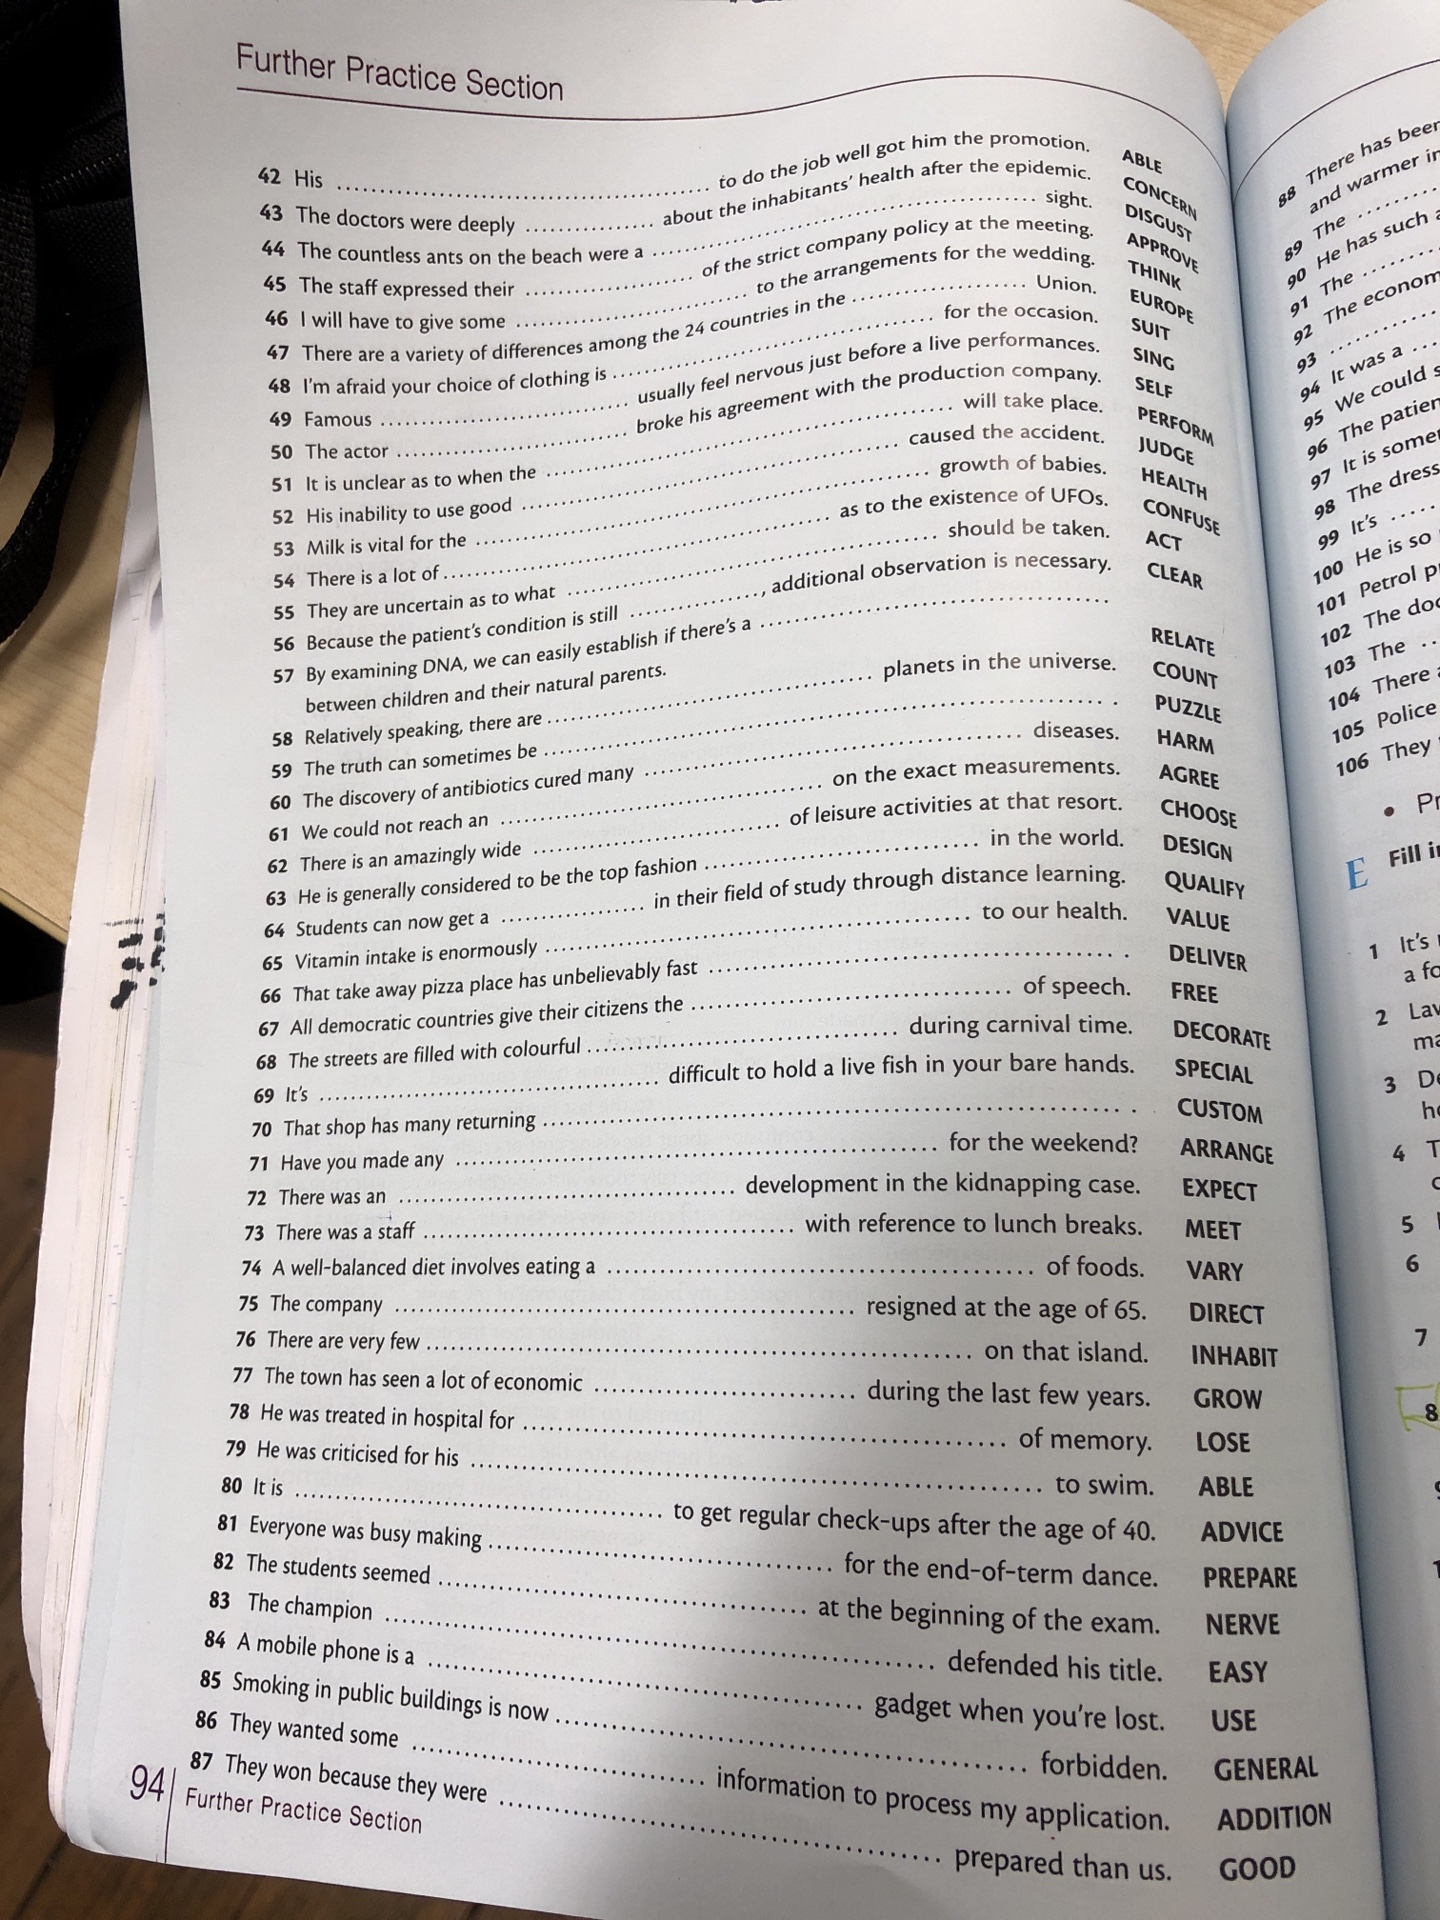 Further Practice Section
42 His .......... to do the job well got him the promotion. ABLE
43 The doctors were deeply .......... about the inhabitants' health after the epidemic. CONCERN
44 The countless ants on the beach were a .......... sight. DISGUST
45 The staff expressed their .......... of the strict company policy at the meeting. APPROVE
46 I will have to give some .......... to the arrangements for the wedding. THINK
47 There are a variety of differences among the 24 countries in the .......... Union. EUROPE
48 I'm afraid your choice of clothing is .......... for the occasion. SUIT
49 Famous .......... usually feel nervous just before a live performances. SING
50 The actor .......... broke his agreement with the production company. SELF
51 It is unclear as to when the .......... will take place. PERFORM
52 His inability to use good .......... caused the accident. JUDGE
53 Milk is vital for the .......... growth of babies. HEALTH
54 There is a lot of .......... as to the existence of UFOs. CONFUSE
55 They are uncertain as to what .......... should be taken. ACT
56 Because the patient's condition is still .........., additional observation is necessary. CLEAR
57 By examining DNA, we can easily establish if there's a ..........
between children and their natural parents. RELATE
58 Relatively speaking, there are .......... planets in the universe. COUNT
59 The truth can sometimes be .......... . PUZZLE
60 The discovery of antibiotics cured many .......... diseases. HARM
61 We could not reach an .......... on the exact measurements. AGREE
62 There is an amazingly wide .......... of leisure activities at that resort. CHOOSE
63 He is generally considered to be the top fashion .......... in the world. DESIGN
64 Students can now get a .......... in their field of study through distance learning. QUALIFY
65 Vitamin intake is enormously .......... to our health. VALUE
66 That take away pizza place has unbelievably fast .......... . DELIVER
67 All democratic countries give their citizens the .......... of speech. FREE
68 The streets are filled with colourful .......... during carnival time. DECORATE
69 It's .......... difficult to hold a live fish in your bare hands. SPECIAL
70 That shop has many returning .......... . CUSTOM
71 Have you made any .......... for the weekend? ARRANGE
72 There was an .......... development in the kidnapping case. EXPECT
73 There was a staff .......... with reference to lunch breaks. MEET
74 A well-balanced diet involves eating a .......... of foods. VARY
75 The company .......... resigned at the age of 65. DIRECT
76 There are very few .......... on that island. INHABIT
77 The town has seen a lot of economic .......... during the last few years. GROW
78 He was treated in hospital for .......... of memory. LOSE
79 He was criticised for his .......... to swim. ABLE
80 It is .......... to get regular check-ups after the age of 40. ADVICE
81 Everyone was busy making .......... for the end-of-term dance. PREPARE
82 The students seemed .......... at the beginning of the exam. NERVE
83 The champion .......... defended his title. EASY
84 A mobile phone is a .......... gadget when you're lost. USE
85 Smoking in public buildings is now .......... forbidden. GENERAL
86 They wanted some .......... information to process my application. ADDITION
87 They won because they were .......... prepared than us. GOOD
94 Further Practice Section
88 There has been
and warmer in
89 The ........
90 He has such a
91 The ........
92 The econom
93 ..........
94 It was a ...
95 We could s
96 The patien
97 It is some
98 The dress
99 It's .....
100 He is so
101 Petrol p
102 The doc
103 The ..
104 There a
105 Police
106 They
• Pr
E Fill i
1 It's
a fo
2 Law
ma
3 De
ho
4 T
5
6
7
8